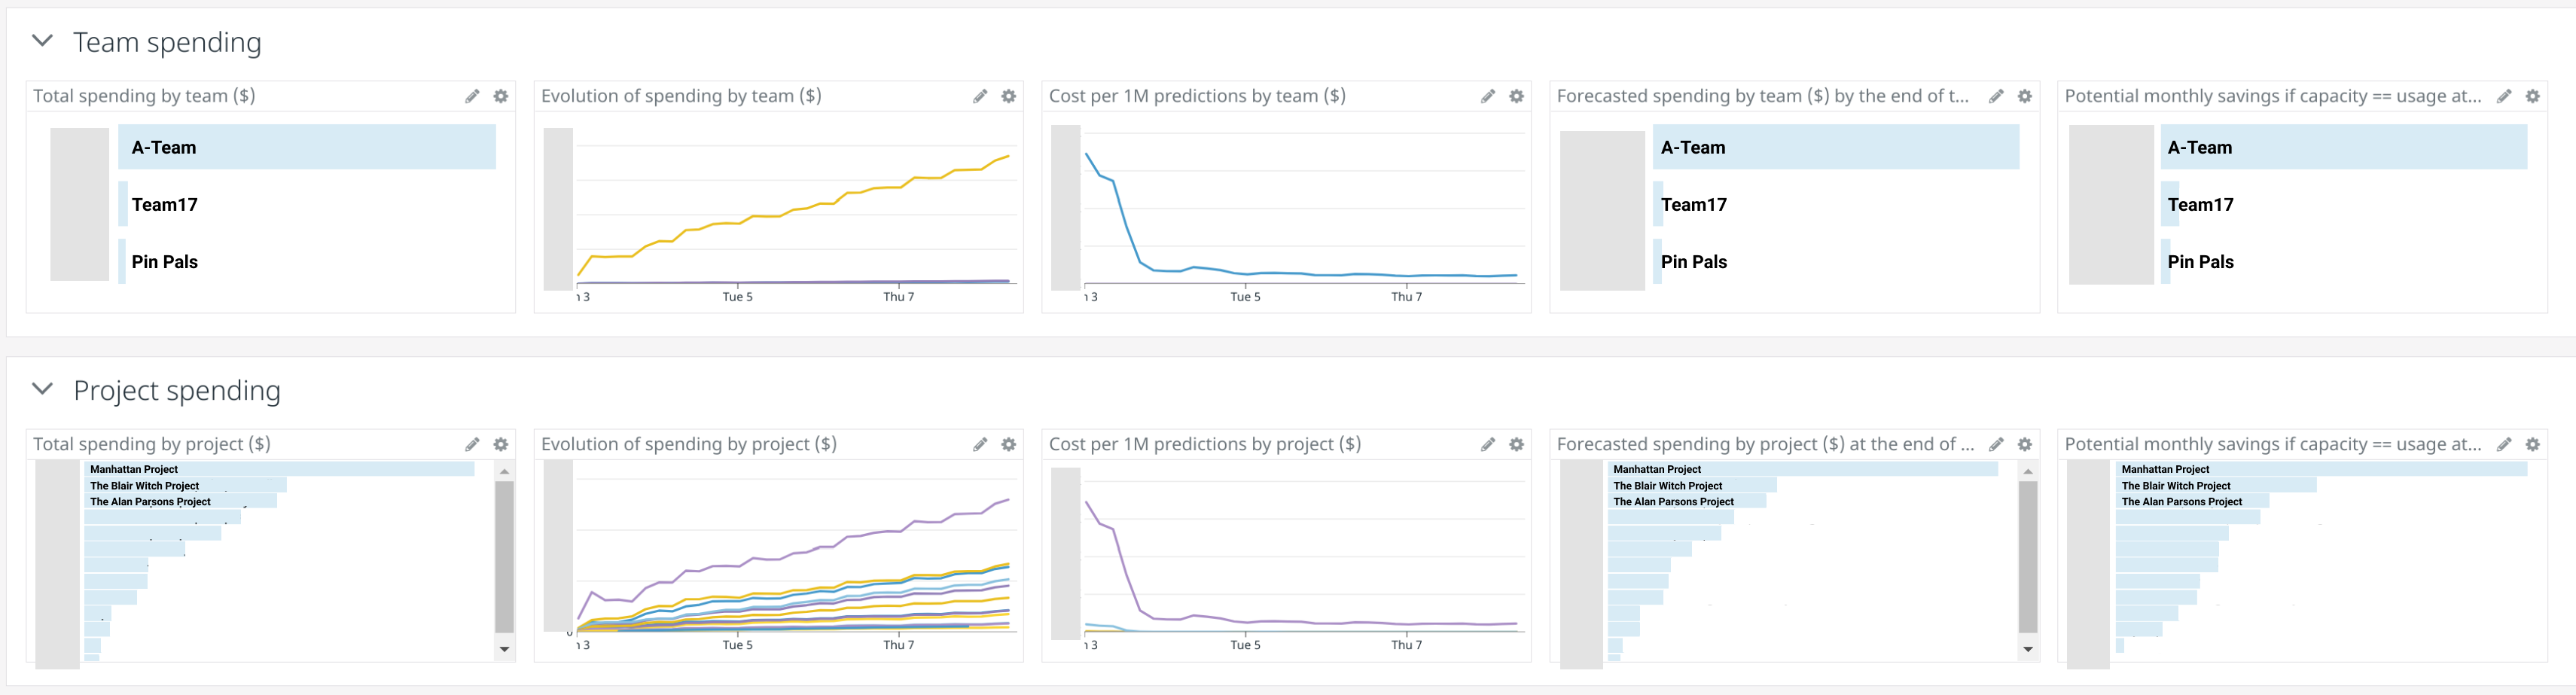 Team spending
Total spending by team ($)
A-Team
Team17
Pin Pals
Evolution of spending by team ($)
n 3
Tue 5
Thu 7
Cost per 1M predictions by team ($)
n 3
Tue 5
Thu 7
Forecasted spending by team ($) by the end of t...
A-Team
Team17
Pin Pals
Potential monthly savings if capacity == usage at...
A-Team
Team17
Pin Pals
Project spending
Total spending by project ($)
Manhattan Project
The Blair Witch Project
The Alan Parsons Project
Evolution of spending by project ($)
0
n 3
Tue 5
Thu 7
Cost per 1M predictions by project ($)
n 3
Tue 5
Thu 7
Forecasted spending by project ($) at the end of ...
Manhattan Project
The Blair Witch Project
The Alan Parsons Project
Potential monthly savings if capacity == usage at...
Manhattan Project
The Blair Witch Project
The Alan Parsons Project